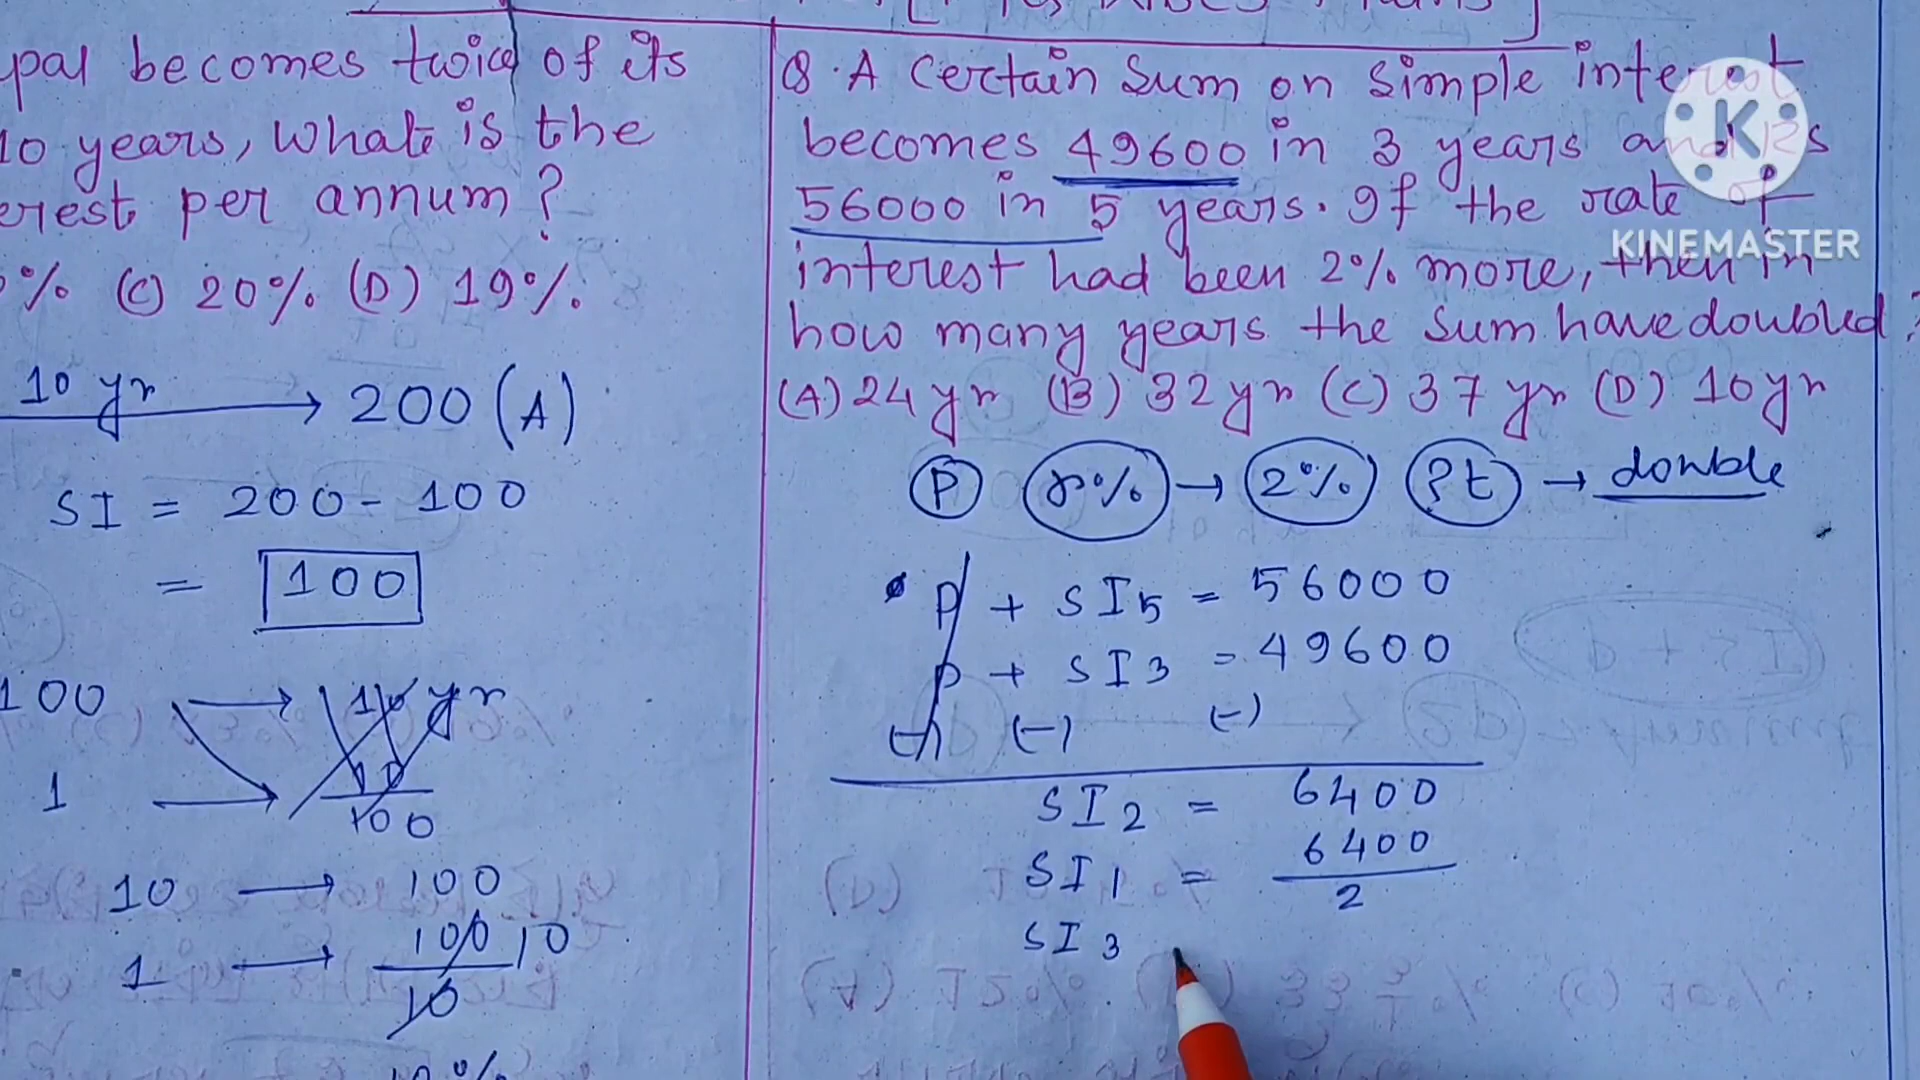 pal becomes twice of its
10 years, what is the
erest per annum?
% (C) 20% (D) 19%.
10 yr → 200 (A)
SI = 200 - 100
= 100
100 → 10 yr
1 → 10
100
10 → 100
1 → 100 10
10
10%
Q. A Certain Sum on Simple interest
becomes 49600 in 3 years and is
56000 in 5 years. If the rate of
interest had been 2% more, then in
how many years the sum have doubled?
(A) 24 yr (B) 32 yr (C) 37 yr (D) 10 yr
P r% → 2% ?t → double
P + SI5 = 56000
P + SI3 = 49600
(-) (-) (-)
SI2 = 6400
SI1 = 6400
2
SI3
K
KINEMASTER